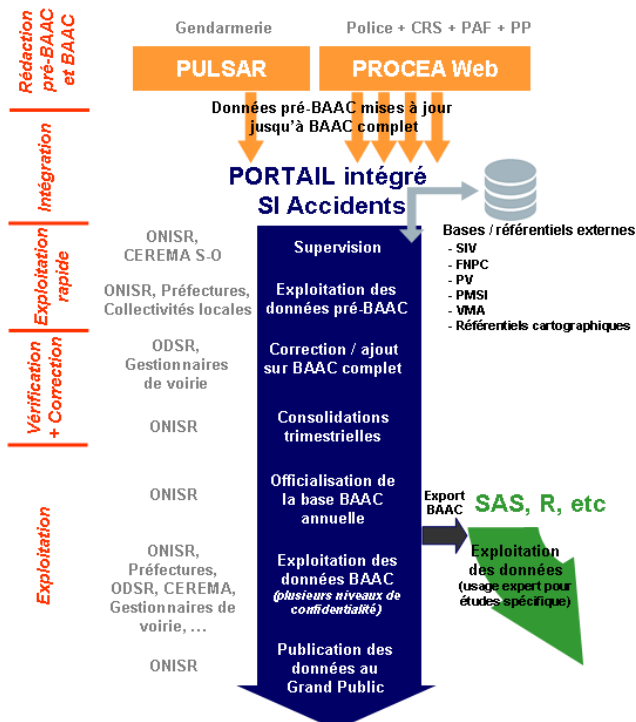 Rédaction
pré-BAAC
et BAAC
Gendarmerie
Police + CRS + PAF + PP
PULSAR
PROCEA Web
Données pré-BAAC mises à jour
jusqu'à BAAC complet
Intégration
PORTAIL intégré
SI Accidents
Bases / référentiels externes
- SIV
- FNPC
- PV
- PMSI
- VMA
- Référentiels cartographiques
Exploitation
rapide
ONISR,
CEREMA S-O
Supervision
ONISR, Préfectures,
Collectivités locales
Exploitation des
données pré-BAAC
Vérification
+ Correction
ODSR,
Gestionnaires
de voirie
Correction / ajout
sur BAAC complet
ONISR
Consolidations
trimestrielles
Exploitation
ONISR
Officialisation de
la base BAAC
annuelle
Export
BAAC
SAS, R, etc
Exploitation
des données
(usage expert pour
études spécifique)
ONISR,
Préfectures,
ODSR, CEREMA,
Gestionnaires de
voirie, ...
Exploitation des
données BAAC
(plusieurs niveaux de
confidentialité)
ONISR
Publication des
données au
Grand Public